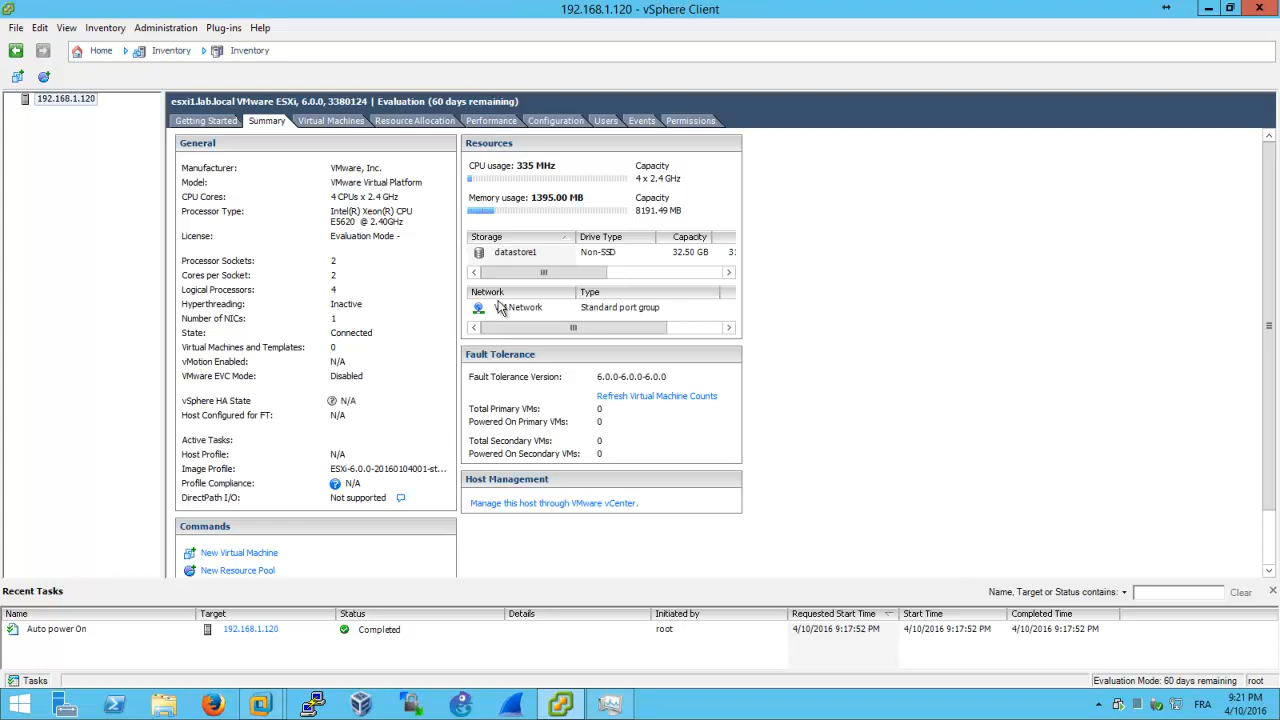 192.168.1.120 - vSphere Client
File Edit View Inventory Administration Plug-ins Help
Home Inventory Inventory
192.168.1.120
esxi1.lab.local VMware ESXi, 6.0.0, 3380124 | Evaluation (60 days remaining)
Getting Started Summary Virtual Machines Resource Allocation Performance Configuration Users Events Permissions
General
Manufacturer: VMware, Inc.
Model: VMware Virtual Platform
CPU Cores: 4 CPUs x 2.4 GHz
Processor Type: Intel(R) Xeon(R) CPU
E5620 @ 2.40GHz
License: Evaluation Mode -
Processor Sockets: 2
Cores per Socket: 2
Logical Processors: 4
Hyperthreading: Inactive
Number of NICs: 1
State: Connected
Virtual Machines and Templates: 0
vMotion Enabled: N/A
VMware EVC Mode: Disabled
vSphere HA State N/A
Host Configured for FT: N/A
Active Tasks:
Host Profile: N/A
Image Profile: ESXi-6.0.0-20160104001-st...
Profile Compliance: N/A
DirectPath I/O: Not supported
Commands
New Virtual Machine
New Resource Pool
Resources
CPU usage: 335 MHz Capacity
4 x 2.4 GHz
Memory usage: 1395.00 MB Capacity
8191.49 MB
Storage Drive Type Capacity
datastore1 Non-SSD 32.50 GB 31
Network Type
Network Standard port group
Fault Tolerance
Fault Tolerance Version: 6.0.0-6.0.0-6.0.0
Refresh Virtual Machine Counts
Total Primary VMs: 0
Powered On Primary VMs: 0
Total Secondary VMs: 0
Powered On Secondary VMs: 0
Host Management
Manage this host through VMware vCenter.
Recent Tasks
Name, Target or Status contains: Clear
Name Target Status Details Initiated by Requested Start Time Start Time Completed Time
Auto power On 192.168.1.120 Completed root 4/10/2016 9:17:52 PM 4/10/2016 9:17:52 PM 4/10/2016 9:17:52 PM
Tasks Evaluation Mode: 60 days remaining root
FRA 9:21 PM
4/10/2016